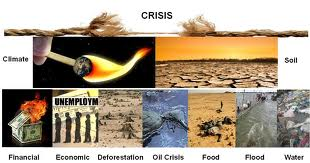 CRISIS
Climate
Soil
UNEMPLOYM
Financial Economic Deforestation Oil Crisis Food Flood Water